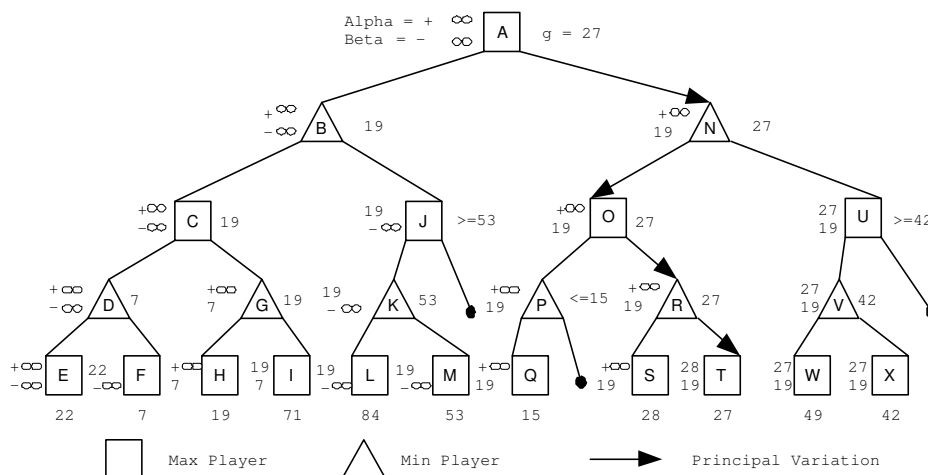 Alpha = + ∞
Beta = - ∞
A
g = 27
+∞
-∞
B
19
+∞
19
N
27
+∞
-∞
C
19
19
-∞
J
>=53
+∞
19
O
27
27
19
U
>=42
+∞
-∞
D
7
+∞
7
G
19
19
-∞
K
53
+∞
19
P
<=15
+∞
19
R
27
27
19
V
42
+∞
-∞
E
22
-∞
F
+∞
7
H
19
7
I
19
-∞
L
19
-∞
M
+∞
19
Q
+∞
19
S
28
19
T
27
19
W
27
19
X
22
7
19
71
84
53
15
28
27
49
42
Max Player
Min Player
Principal Variation